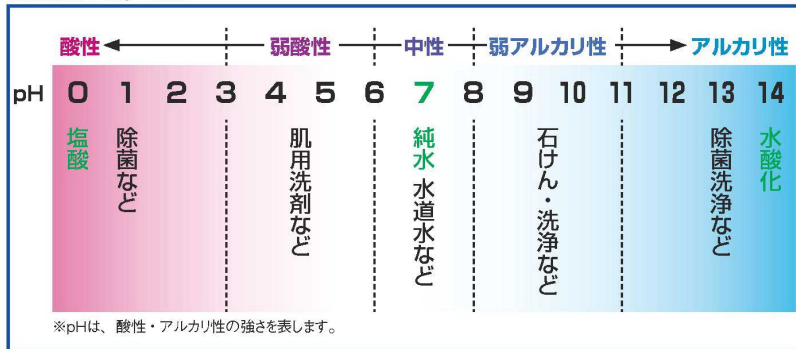 酸性 弱酸性 中性 弱アルカリ性 アルカリ性
pH 0 1 2 3 4 5 6 7 8 9 10 11 12 13 14
塩酸
除菌など
肌用洗剤など
純水 水道水など
石けん・洗浄など
除菌洗浄など
水酸化
※pHは、酸性・アルカリ性の強さを表します。